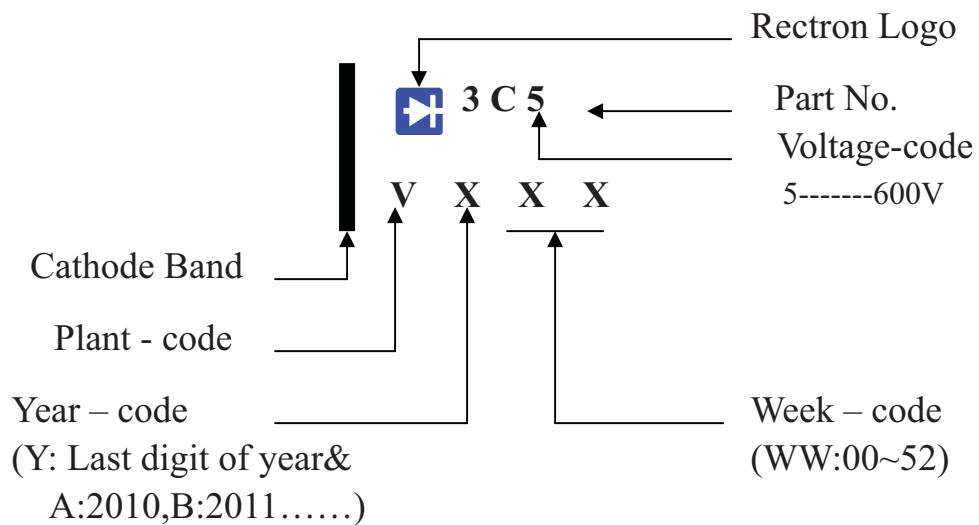 Rectron Logo
3 C 5
Part No.
Voltage-code
5-------600V
V X X X
Cathode Band
Plant - code
Year – code
(Y: Last digit of year&
A:2010,B:2011……)
Week – code
(WW:00~52)